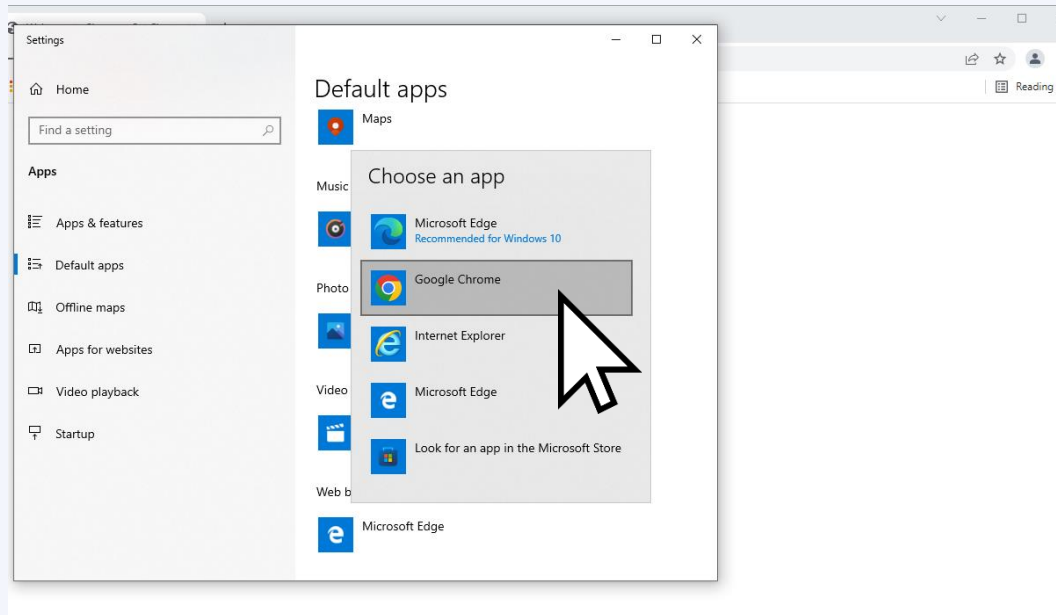 Settings
Home
Find a setting
Apps
Apps & features
Default apps
Offline maps
Apps for websites
Video playback
Startup
Default apps
Maps
Music
Photo
Video
Web b
Microsoft Edge
Choose an app
Microsoft Edge
Recommended for Windows 10
Google Chrome
Internet Explorer
Microsoft Edge
Look for an app in the Microsoft Store
Reading